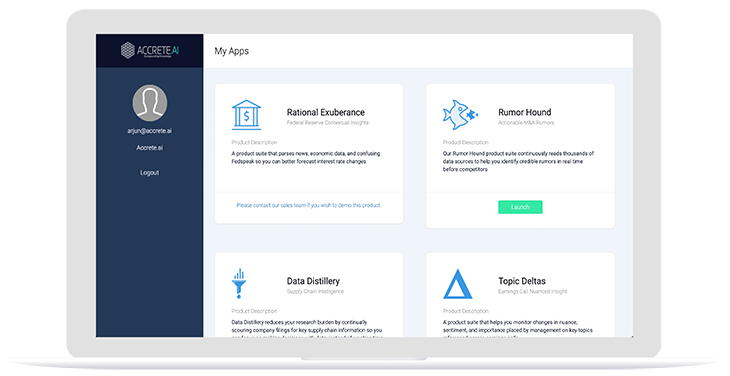 ACCRETE.AI
My Apps
arjun@accrete.ai
Accrete.ai
Logout
Rational Exuberance
Federal Reserve Contextual Insights
Product Description
A product suite that parses news, economic data, and confusing
Fedspeak so you can better forecast interest rate changes
Please contact our sales team if you wish to demo this product.
Rumor Hound
Actionable M&A Rumors
Product Description
Our Rumor Hound product suite continuously reads thousands of
data sources to help you identify credible rumors in real time
before competitors
Launch
Data Distillery
Supply Chain Intelligence
Product Description
Data Distillery reduces your research burden by continually
scouring company filings for key supply chain information so you
Topic Deltas
Earnings Call Nuanced Insight
Product Description
A product suite that helps you monitor changes in nuance,
sentiment, and importance placed by management on key topics